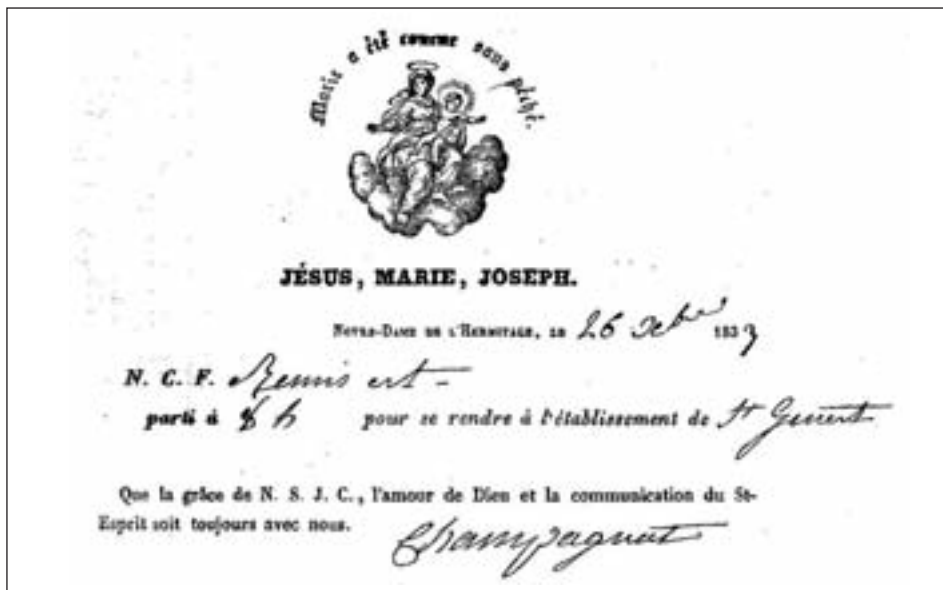 Marie a été conçue sans péché.
JÉSUS, MARIE, JOSEPH.
NOTRE-DAME DE L'HERMITAGE, LE 26 Xbre 1837
N. C. F. Dennis est
parti à 8 h pour se rendre à l'établissement de St Genest
Que la grâce de N. S. J. C., l'amour de Dieu et la communication du St-
Esprit soit toujours avec nous.
Champagnat